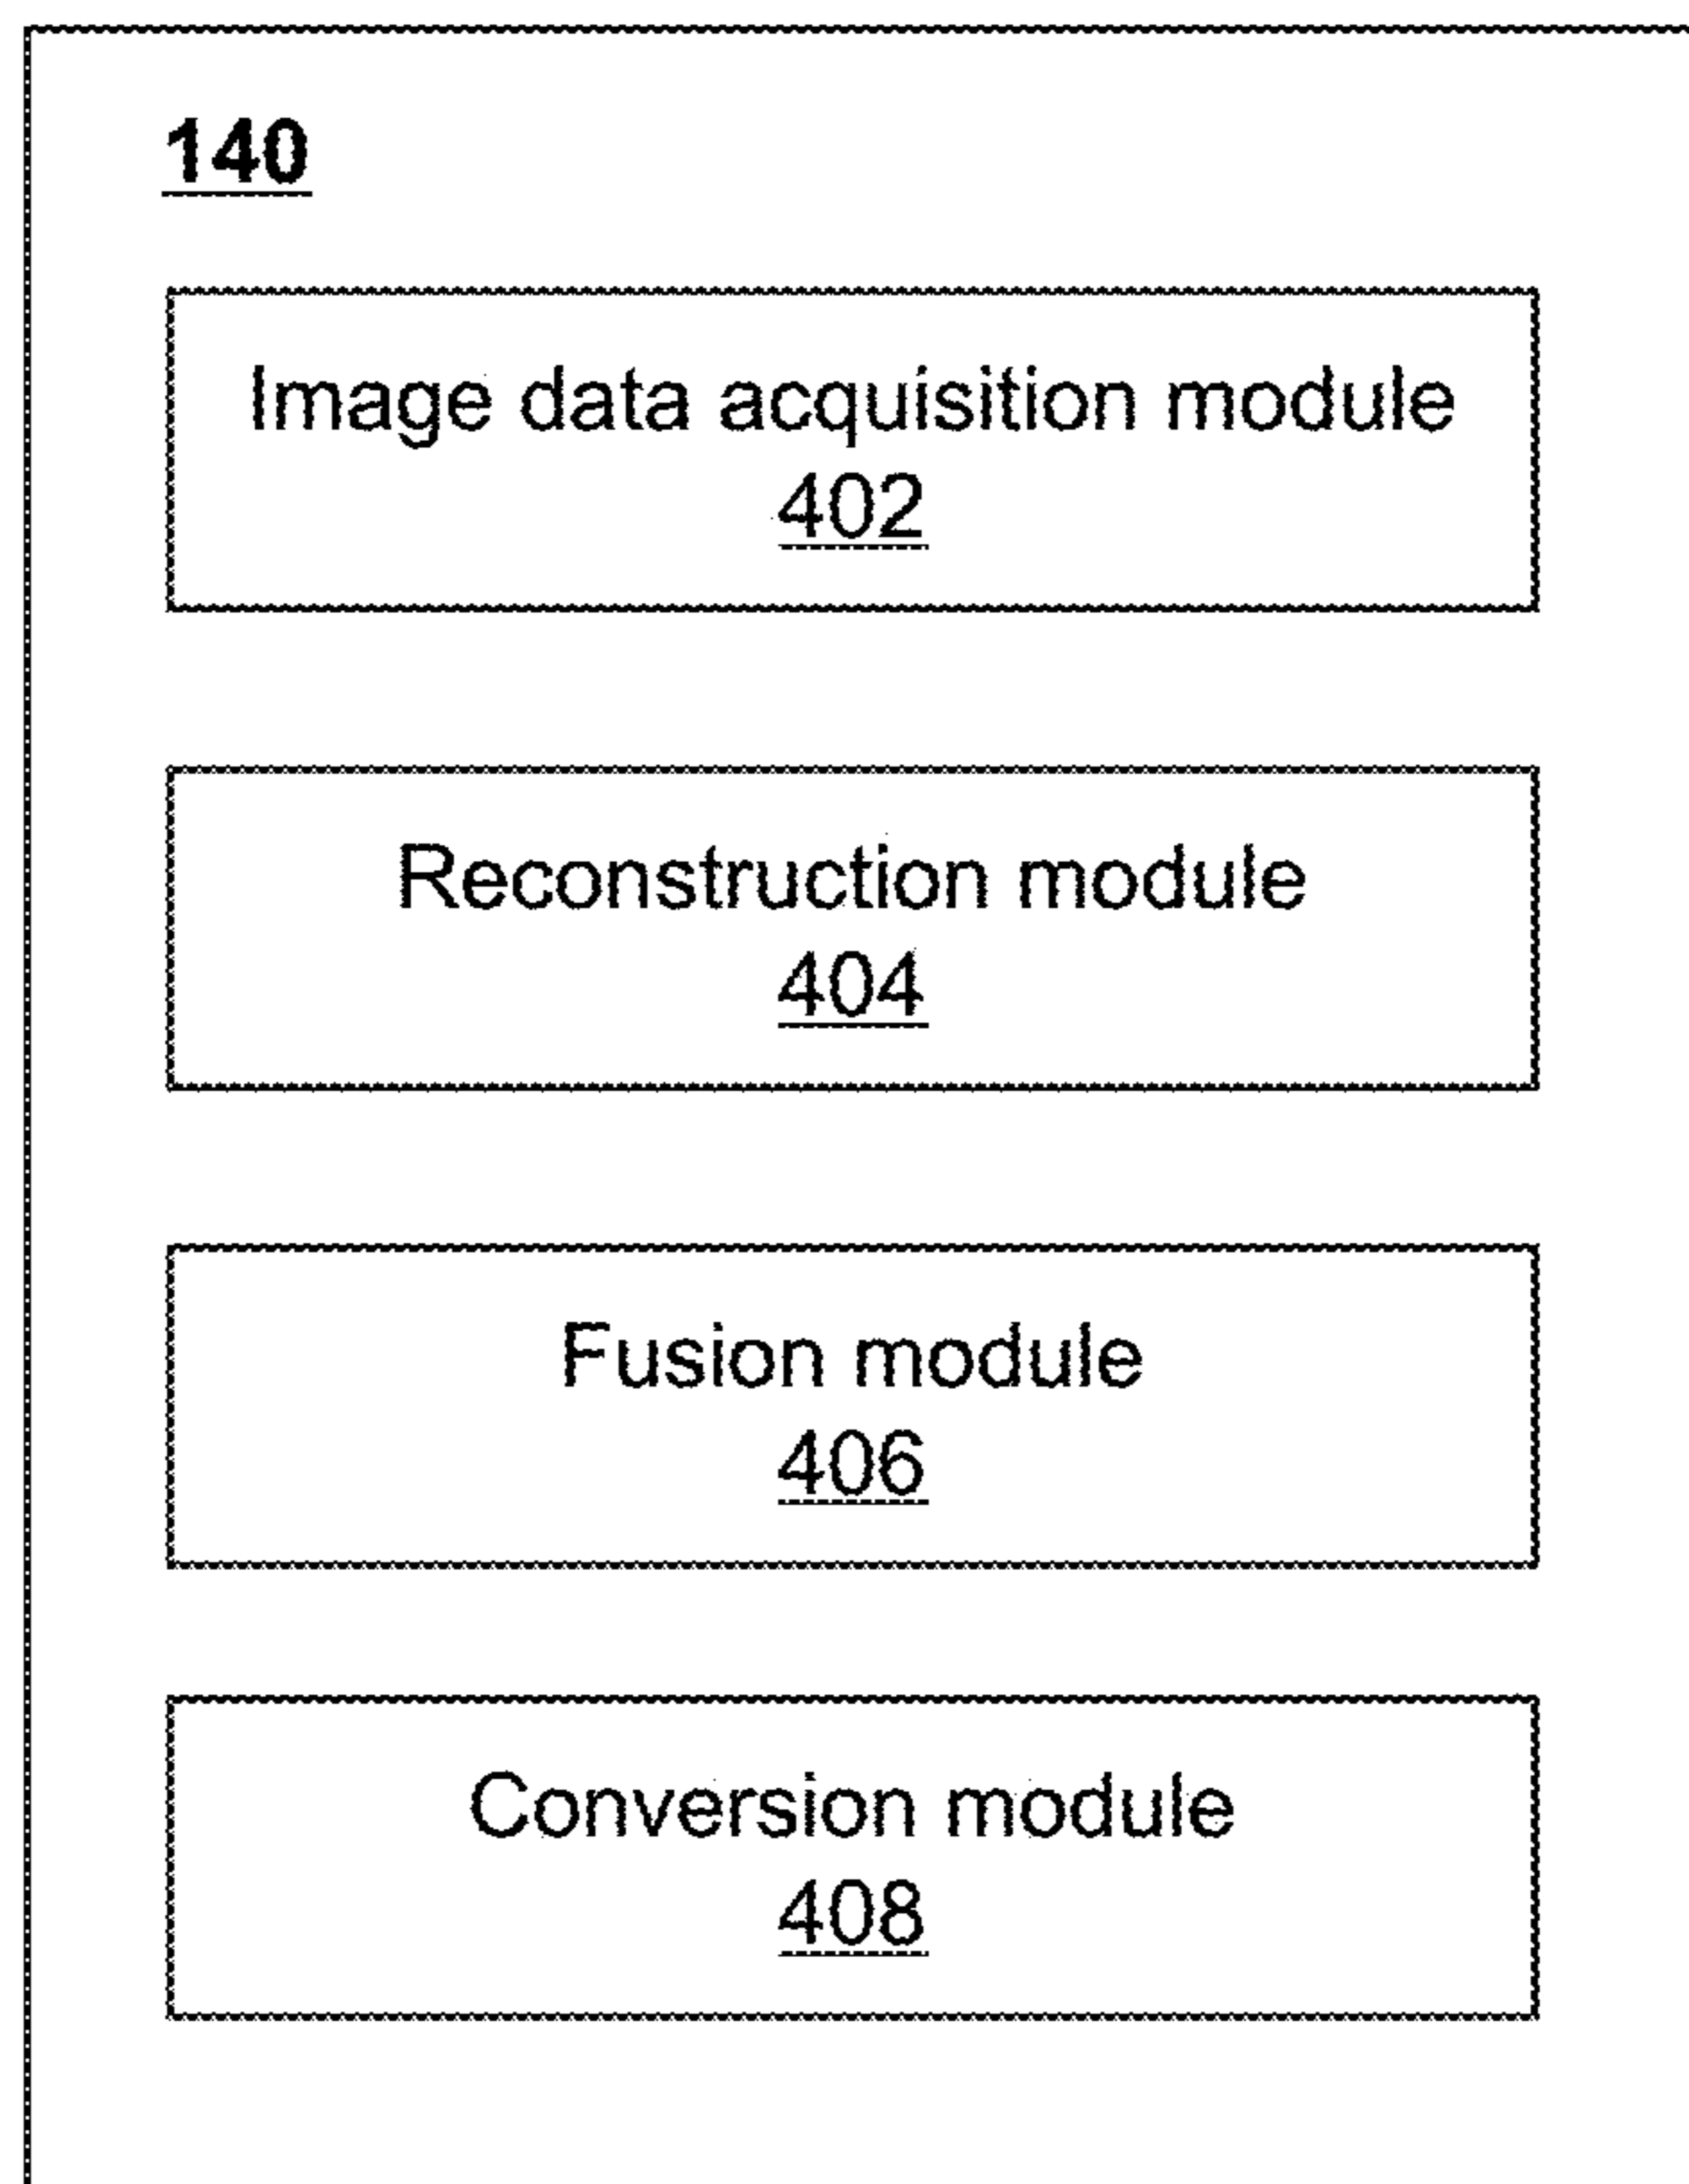 140
Image data acquisition module
402
Reconstruction module
404
Fusion module
406
Conversion module
408